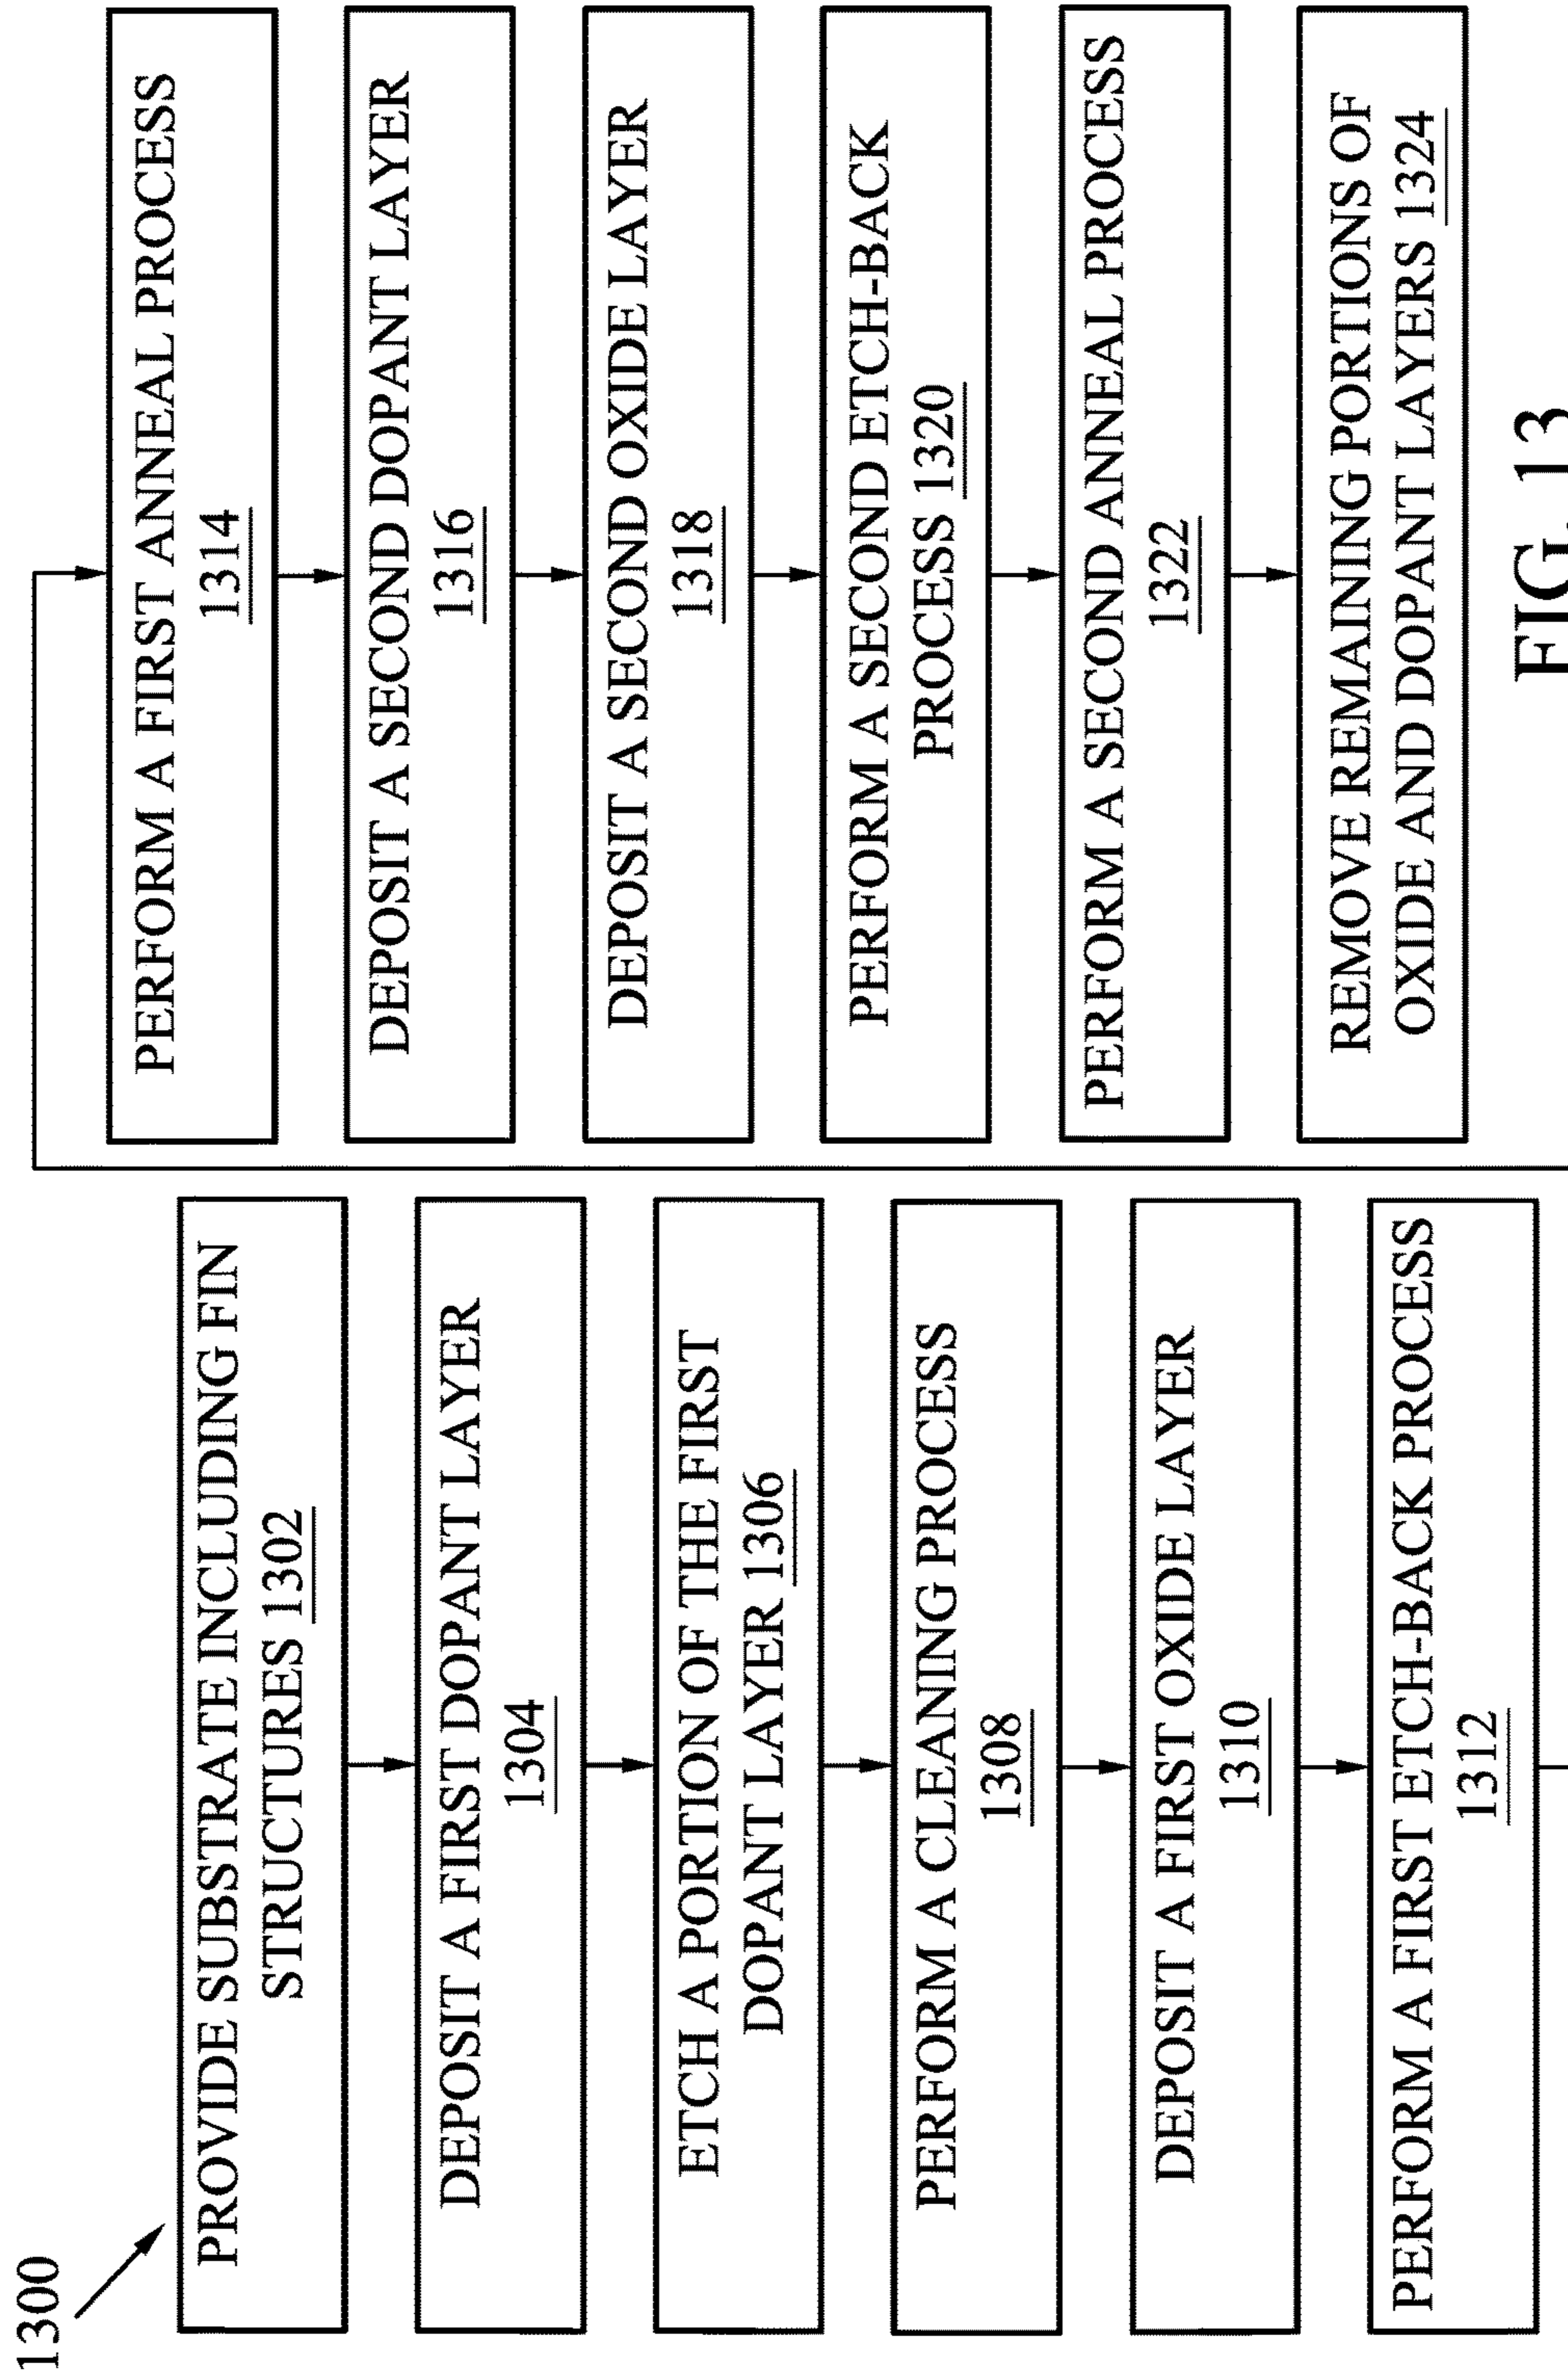 1300
PROVIDE SUBSTRATE INCLUDING FIN
STRUCTURES 1302
DEPOSIT A FIRST DOPANT LAYER
1304
ETCH A PORTION OF THE FIRST
DOPANT LAYER 1306
PERFORM A CLEANING PROCESS
1308
DEPOSIT A FIRST OXIDE LAYER
1310
PERFORM A FIRST ETCH-BACK PROCESS
1312
PERFORM A FIRST ANNEAL PROCESS
1314
DEPOSIT A SECOND DOPANT LAYER
1316
DEPOSIT A SECOND OXIDE LAYER
1318
PERFORM A SECOND ETCH-BACK
PROCESS 1320
PERFORM A SECOND ANNEAL PROCESS
1322
REMOVE REMAINING PORTIONS OF
OXIDE AND DOPANT LAYERS 1324
FIG. 13